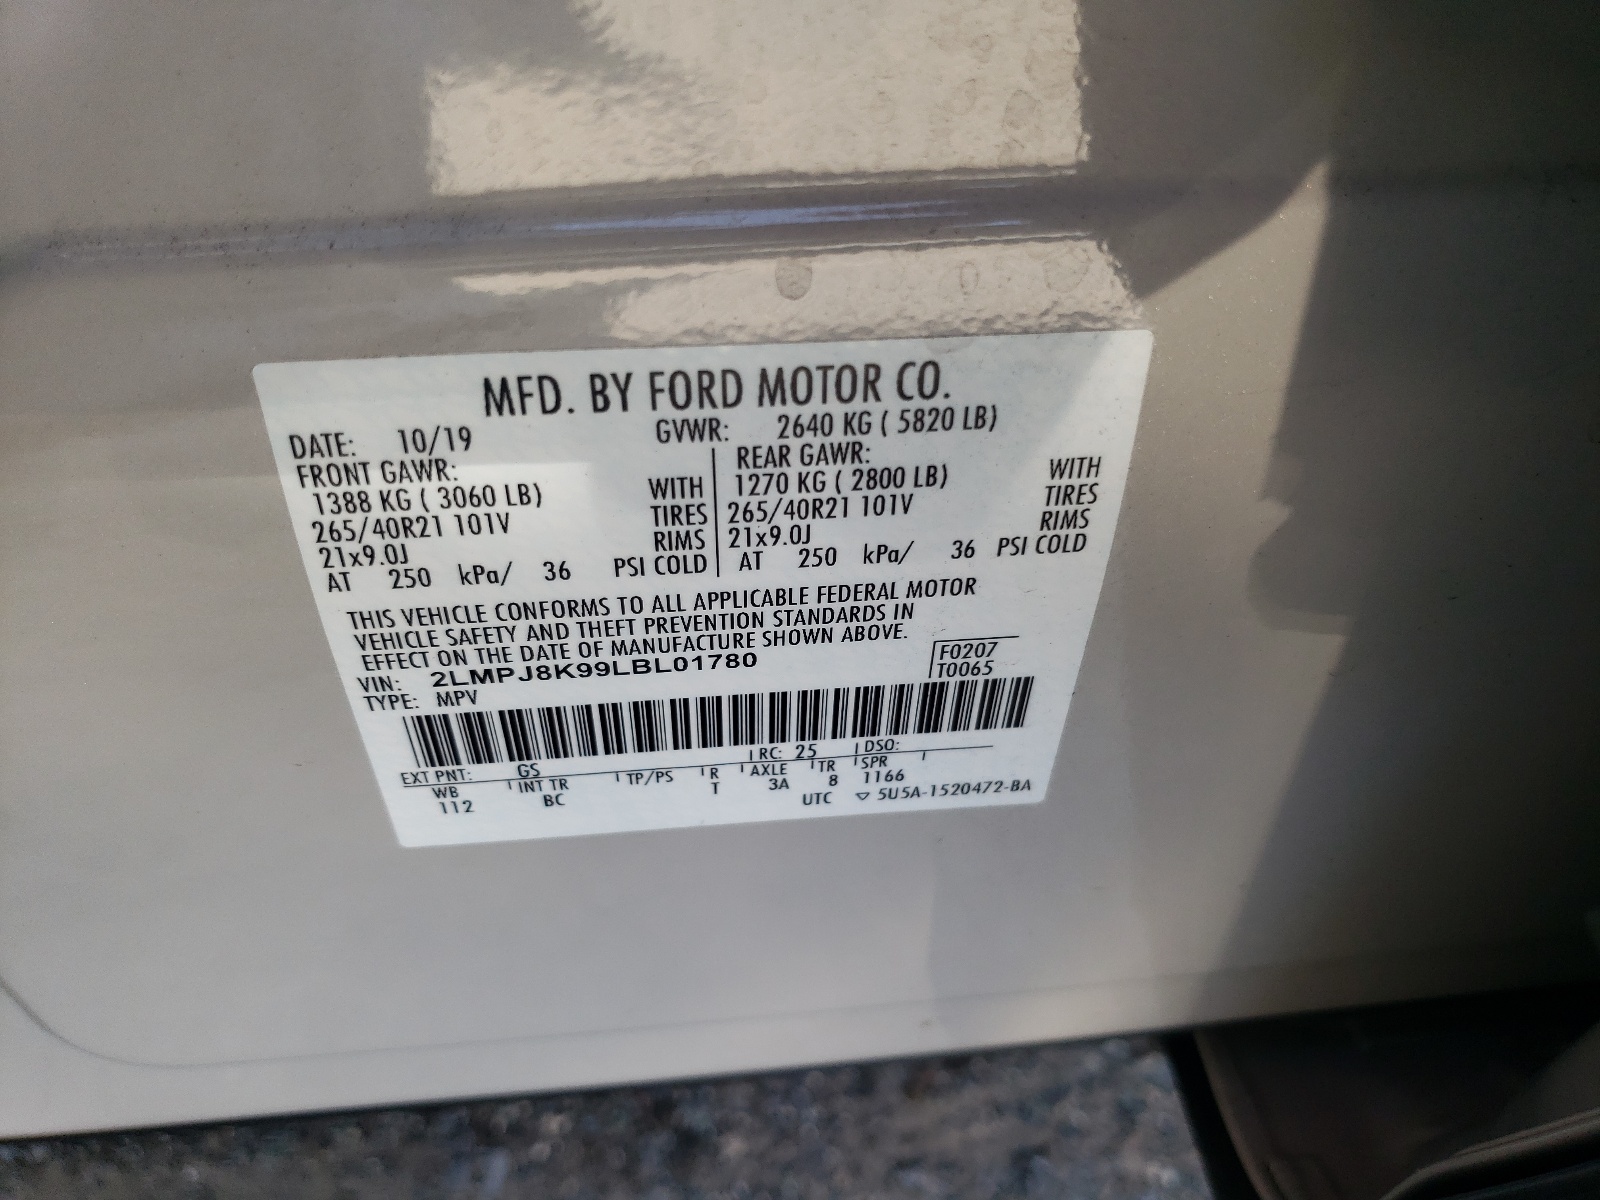 MFD. BY FORD MOTOR CO.
DATE: 10/19 GVWR: 2640 KG ( 5820 LB)
FRONT GAWR: REAR GAWR:
1388 KG ( 3060 LB) WITH 1270 KG ( 2800 LB) WITH
265/40R21 101V TIRES 265/40R21 101V TIRES
21x9.0J RIMS 21x9.0J RIMS
AT 250 kPa/ 36 PSI COLD AT 250 kPa/ 36 PSI COLD
THIS VEHICLE CONFORMS TO ALL APPLICABLE FEDERAL MOTOR
VEHICLE SAFETY AND THEFT PREVENTION STANDARDS IN
EFFECT ON THE DATE OF MANUFACTURE SHOWN ABOVE.
VIN: 2LMPJ8K99LBL01780 F0207
TYPE: MPV T0065
EXT PNT: GS RC: 25 DSO:
WB INT TR TP/PS R AXLE TR SPR
112 BC T 3A 8 1166
UTC ▽ 5U5A-1520472-BA